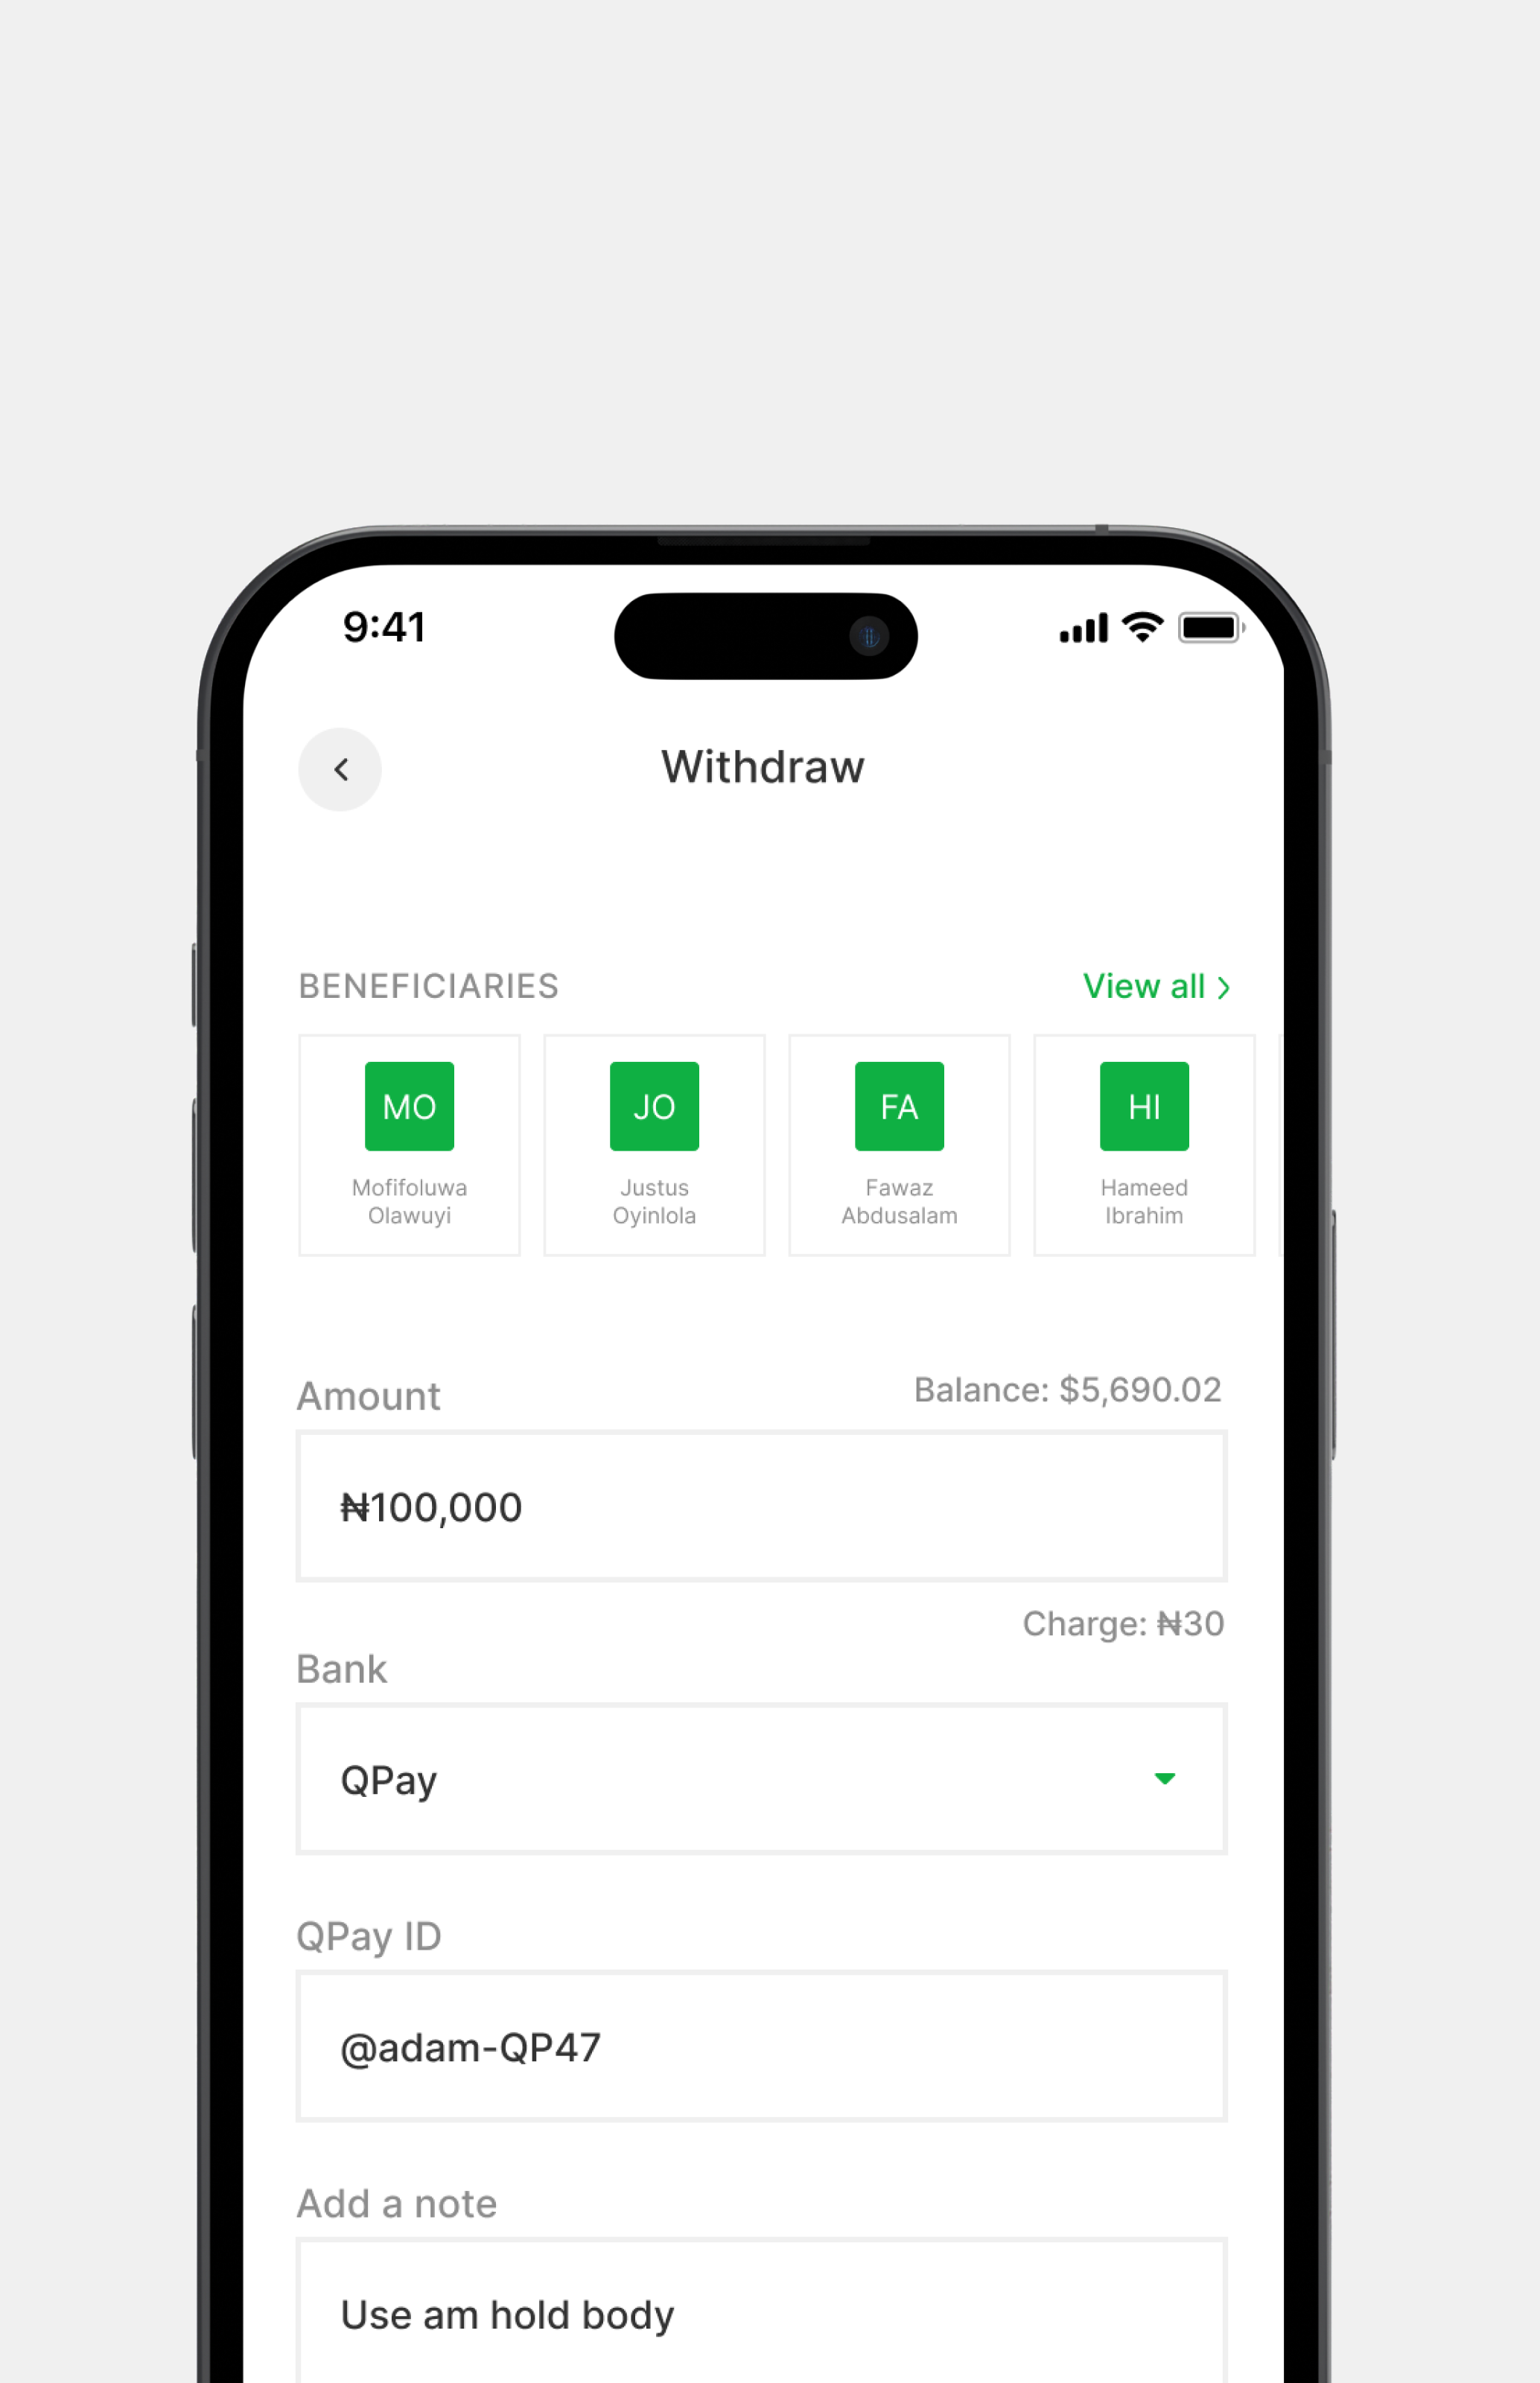 9:41
Withdraw
BENEFICIARIES
View all
MO
JO
FA
HI
Mofifoluwa
Olawuyi
Justus
Oyinlola
Fawaz
Abdusalam
Hameed
Ibrahim
Amount
Balance: $5,690.02
₦100,000
Charge: ₦30
Bank
QPay
QPay ID
@adam-QP47
Add a note
Use am hold body